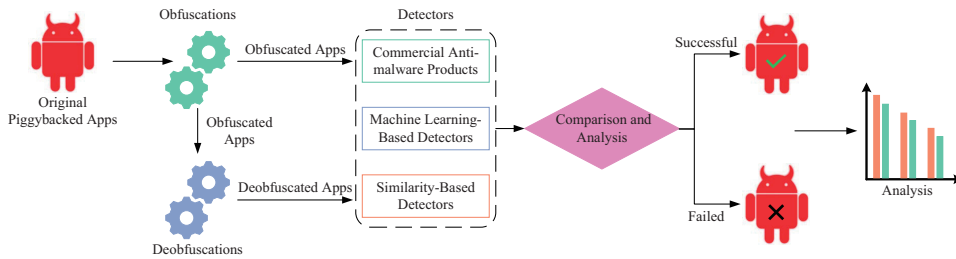 Obfuscations
Detectors
Obfuscated Apps
Commercial Anti-
malware Products
Original
Piggybacked Apps
Obfuscated
Apps
Machine Learning-
Based Detectors
Deobfuscated Apps
Similarity-Based
Detectors
Deobfuscations
Comparison and
Analysis
Successful
Failed
Analysis